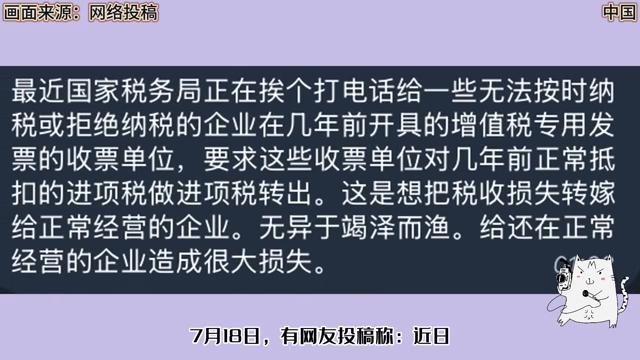 画面来源：网络投稿
中国
最近国家税务局正在挨个打电话给一些无法按时纳
税或拒绝纳税的企业在几年前开具的增值税专用发
票的收票单位，要求这些收票单位对几年前正常抵
扣的进项税做进项税转出。这是想把税收损失转嫁
给正常经营的企业。无异于竭泽而渔。给还在正常
经营的企业造成很大损失。
7月18日，有网友投稿称：近日